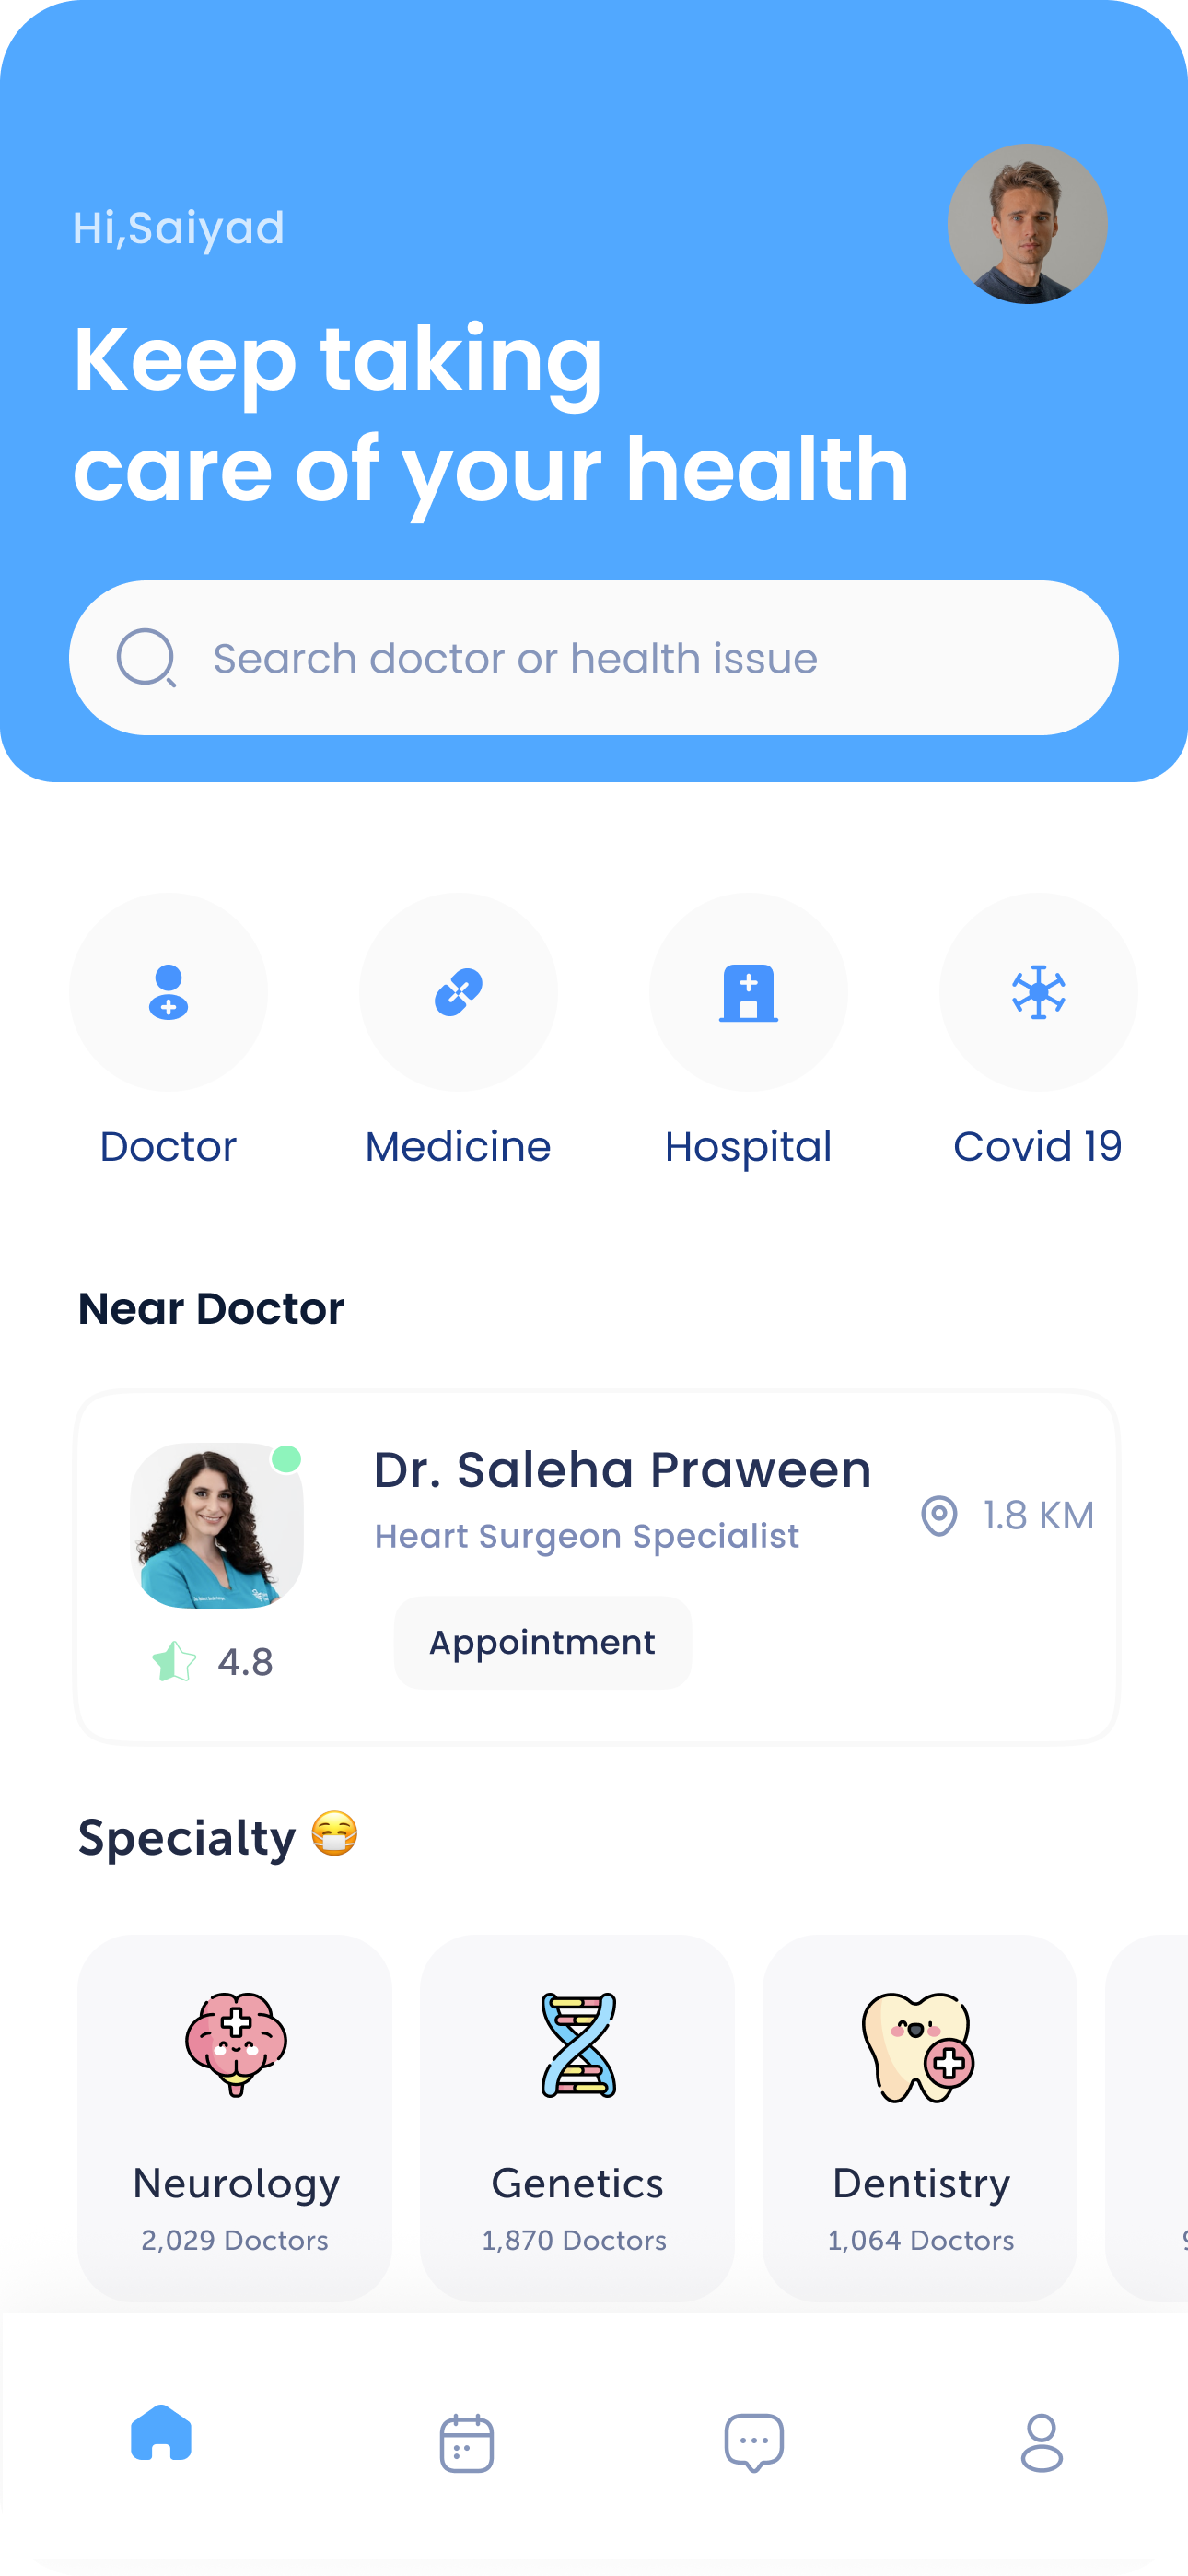 Hi,Saiyad
Keep taking
care of your health
Search doctor or health issue
Doctor
Medicine
Hospital
Covid 19
Near Doctor
Dr. Saleha Praween
Heart Surgeon Specialist
1.8 KM
4.8
Appointment
Specialty 😷
Neurology
2,029 Doctors
Genetics
1,870 Doctors
Dentistry
1,064 Doctors